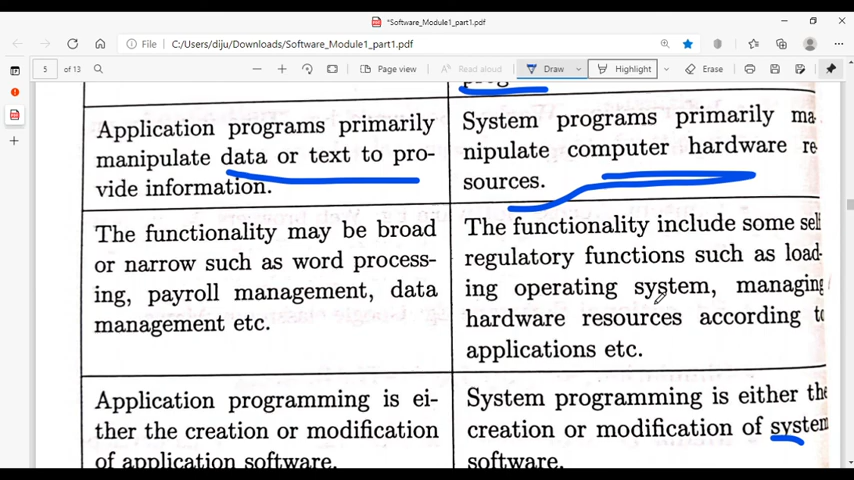 *Software_Module1_part1.pdf
File C:/Users/diju/Downloads/Software_Module1_part1.pdf
5 of 13 Page view Read aloud Draw Highlight Erase
Application programs primarily
manipulate data or text to pro-
vide information.
System programs primarily ma
nipulate computer hardware re
sources.
The functionality may be broad
or narrow such as word process-
ing, payroll management, data
management etc.
The functionality include some sel
regulatory functions such as load-
ing operating system, managing
hardware resources according to
applications etc.
Application programming is ei-
ther the creation or modification
of application software.
System programming is either the
creation or modification of system
software.